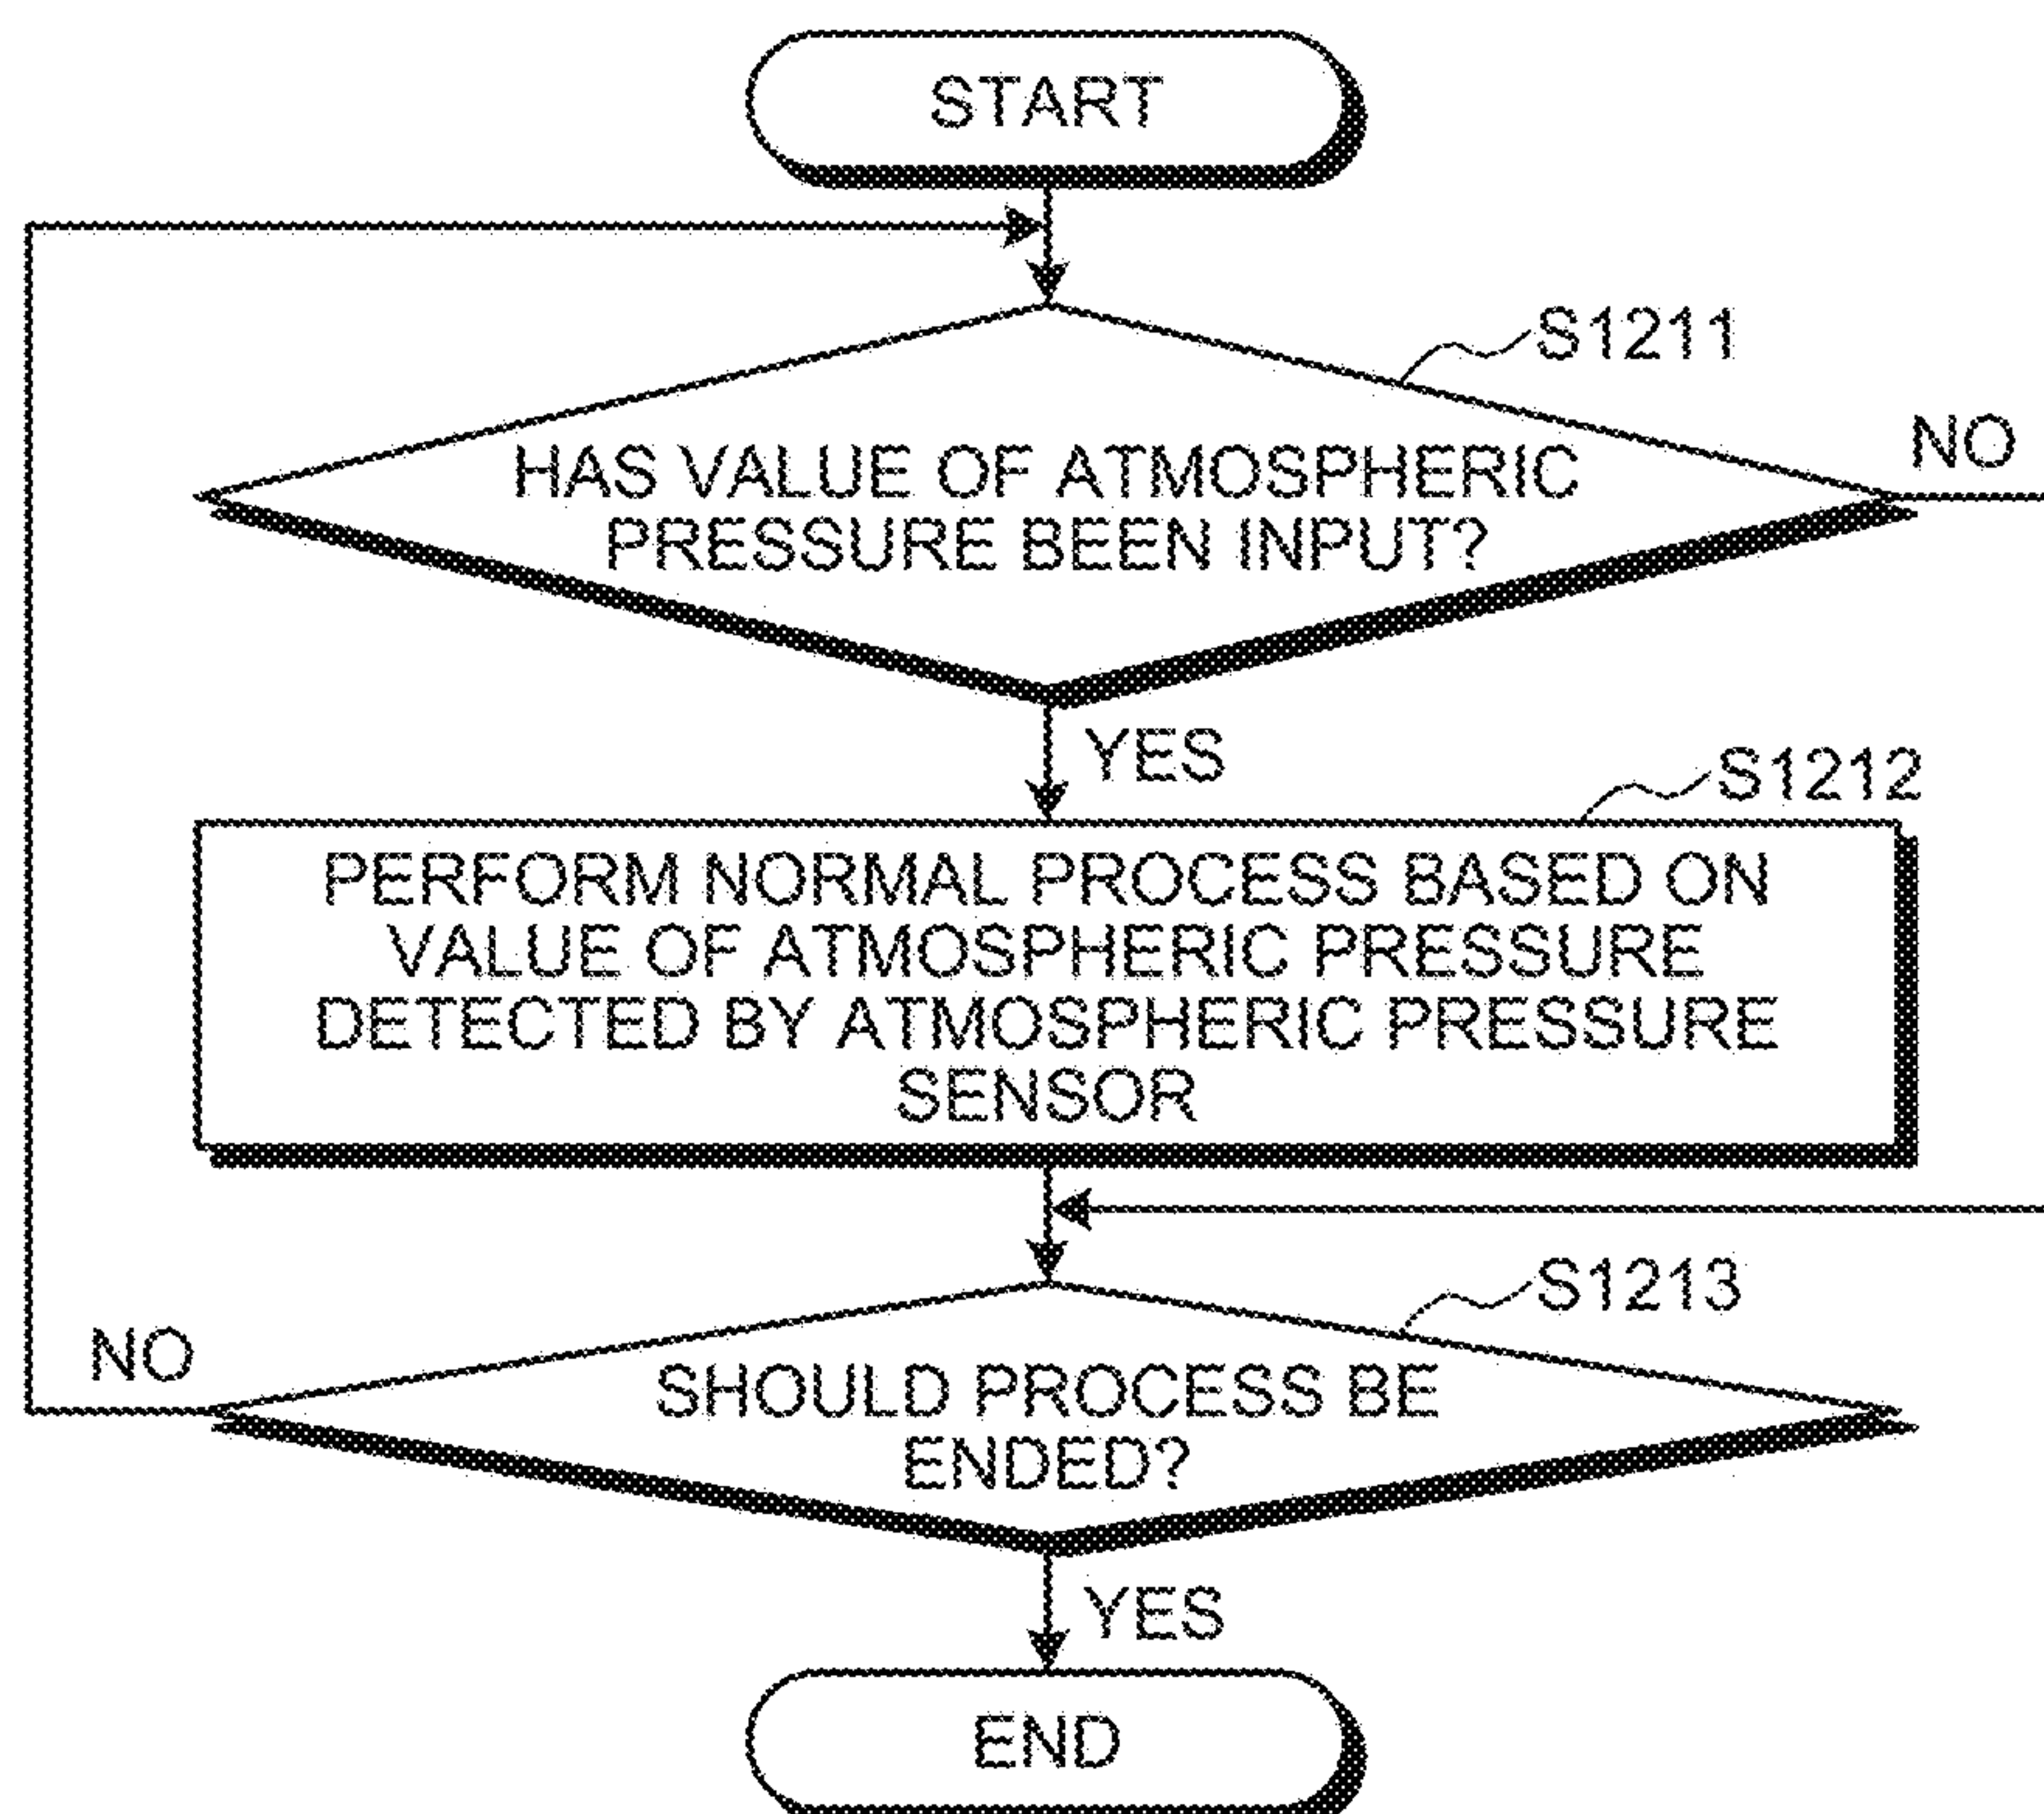 START
S1211
HAS VALUE OF ATMOSPHERIC
PRESSURE BEEN INPUT?
NO
YES
S1212
PERFORM NORMAL PROCESS BASED ON
VALUE OF ATMOSPHERIC PRESSURE
DETECTED BY ATMOSPHERIC PRESSURE
SENSOR
S1213
NO
SHOULD PROCESS BE
ENDED?
YES
END